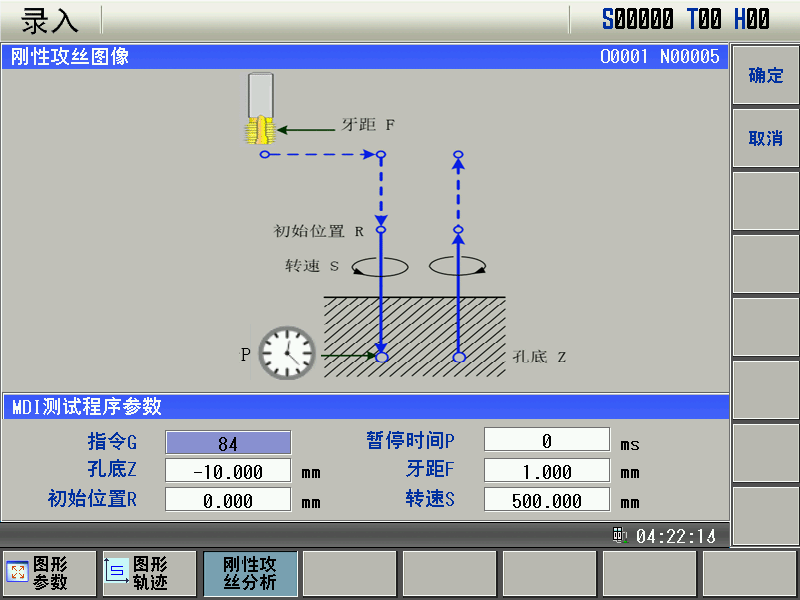 录入
S00000 T00 H00
刚性攻丝图像
O0001 N00005
确定
取消
牙距 F
初始位置 R
转速 S
P
孔底 Z
MDI测试程序参数
指令G 84
暂停时间P 0 ms
孔底Z -10.000 mm
牙距F 1.000 mm
初始位置R 0.000 mm
转速S 500.000 mm
04:22:16
图形
参数
图形
轨迹
刚性攻
丝分析